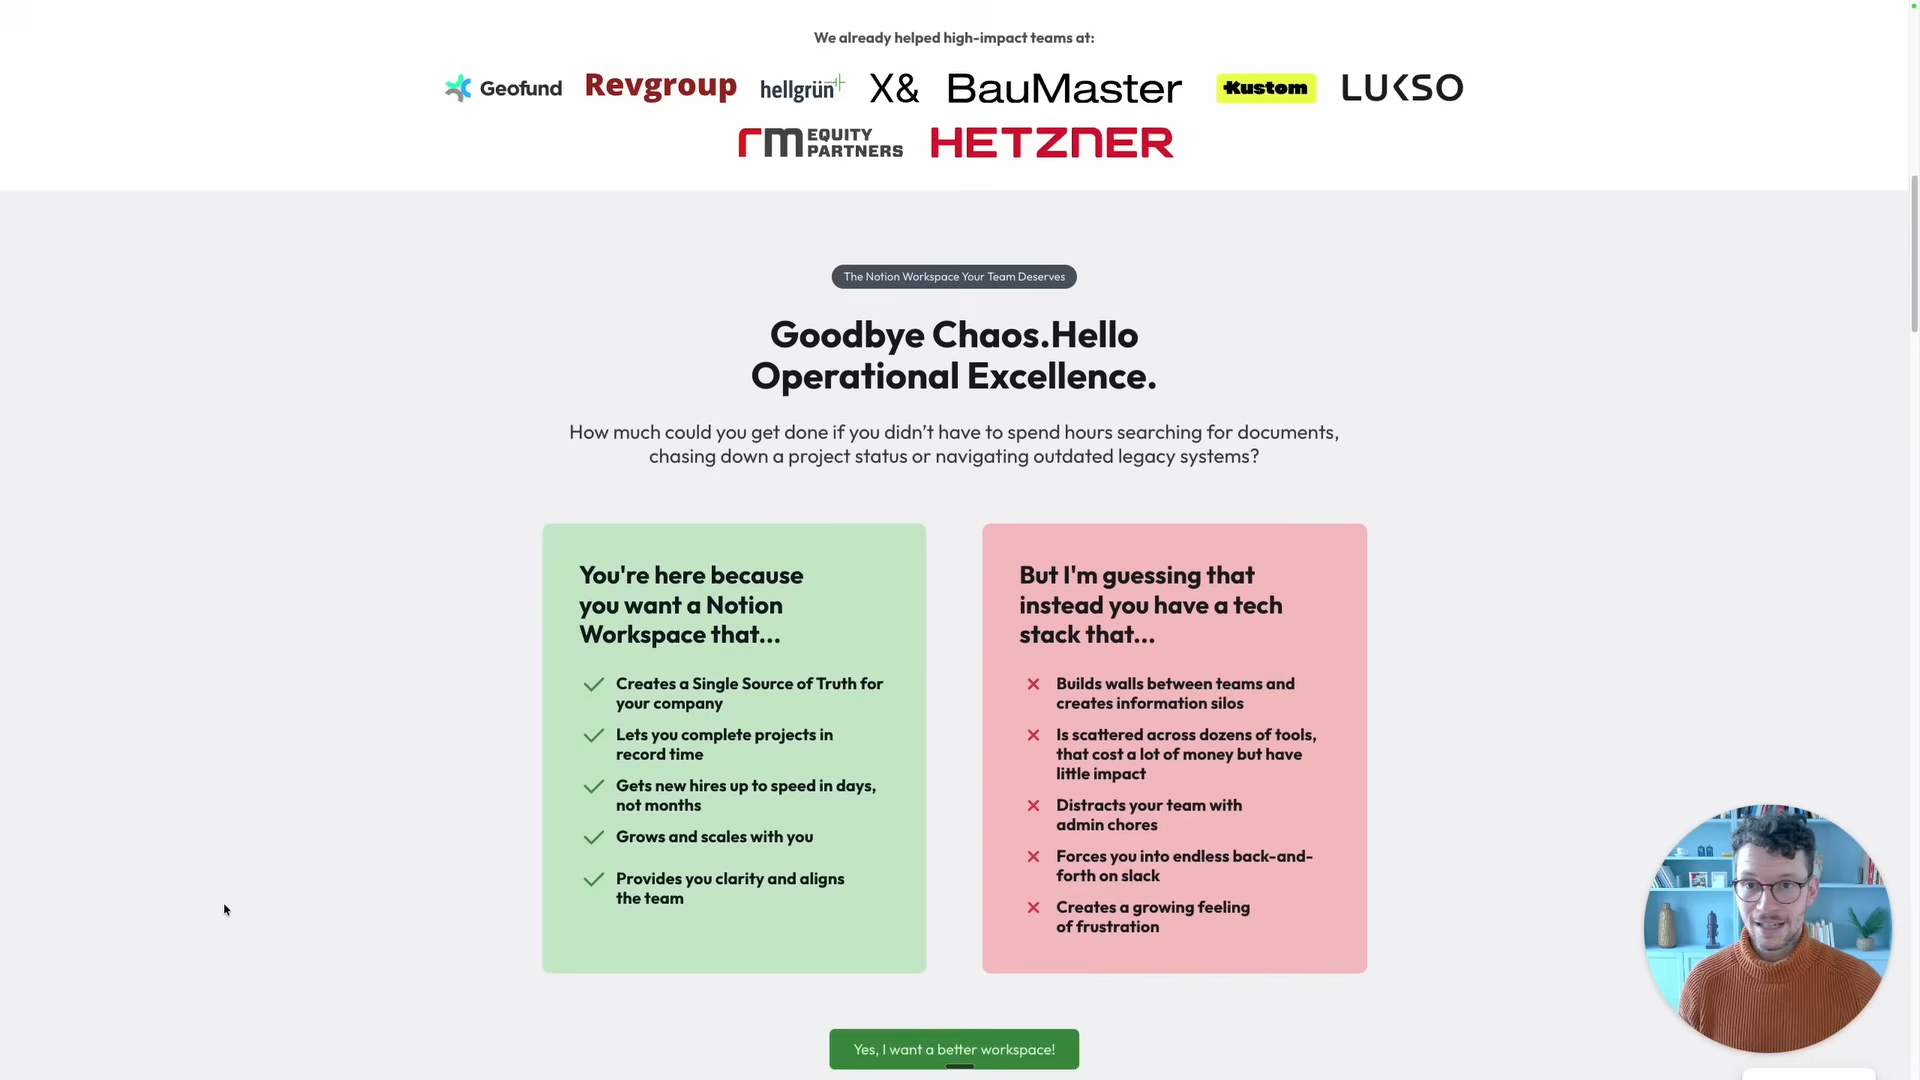 We already helped high-impact teams at:
Geofund Revgroup hellgrün X& BauMaster Kustom LUKSO
rm EQUITY PARTNERS HETZNER
The Notion Workspace Your Team Deserves
Goodbye Chaos.Hello
Operational Excellence.
How much could you get done if you didn’t have to spend hours searching for documents,
chasing down a project status or navigating outdated legacy systems?
You're here because
you want a Notion
Workspace that...
Creates a Single Source of Truth for
your company
Lets you complete projects in
record time
Gets new hires up to speed in days,
not months
Grows and scales with you
Provides you clarity and aligns
the team
But I'm guessing that
instead you have a tech
stack that...
Builds walls between teams and
creates information silos
Is scattered across dozens of tools,
that cost a lot of money but have
little impact
Distracts your team with
admin chores
Forces you into endless back-and-
forth on slack
Creates a growing feeling
of frustration
Yes, I want a better workspace!